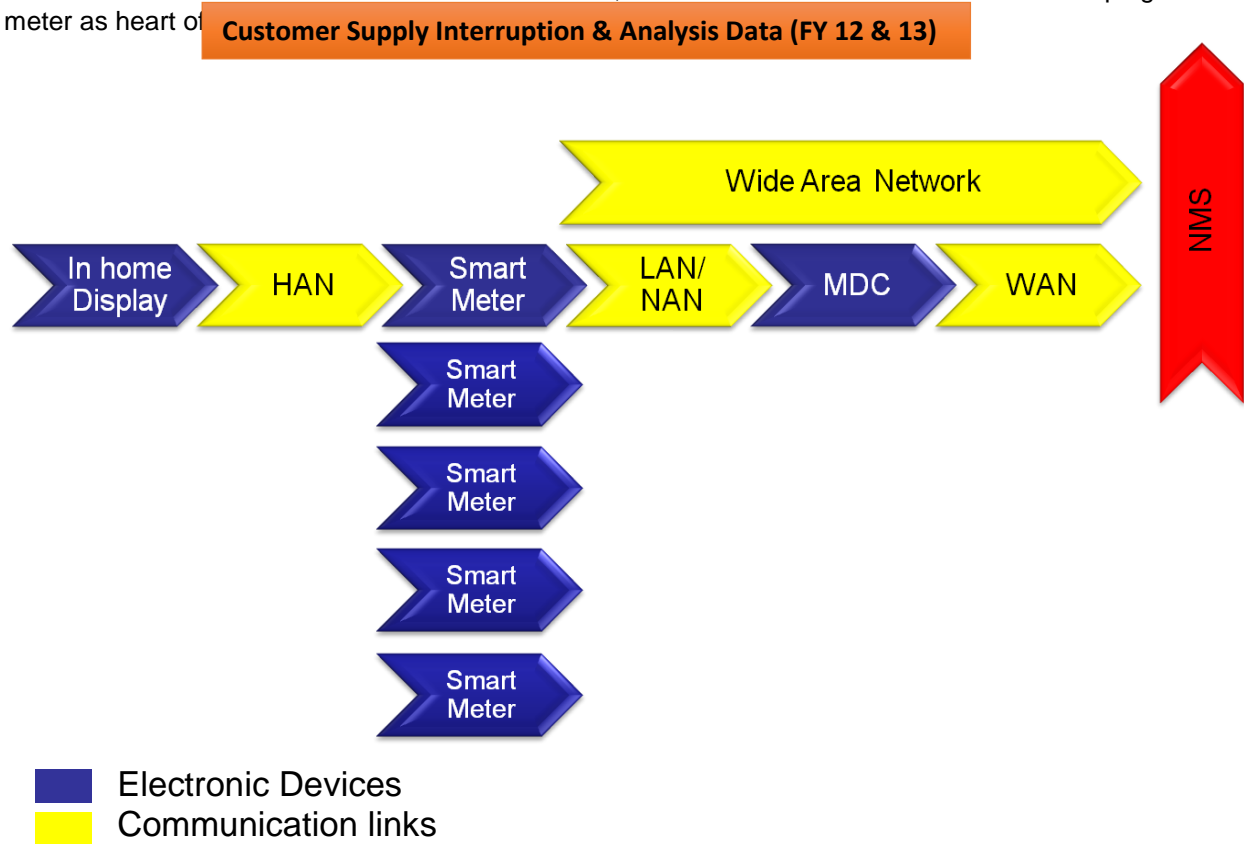 meter as heart of
Customer Supply Interruption & Analysis Data (FY 12 & 13)
Wide Area Network
NMS
In home
Display
HAN
Smart
Meter
LAN/
NAN
MDC
WAN
Smart
Meter
Smart
Meter
Smart
Meter
Smart
Meter
Electronic Devices
Communication links